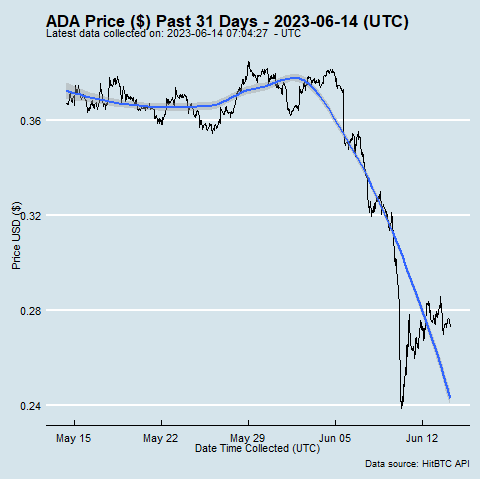 ADA Price ($) Past 31 Days - 2023-06-14 (UTC)
Latest data collected on: 2023-06-14 07:04:27 - UTC
0.36
0.32
0.28
0.24
Price USD ($)
May 15 May 22 May 29 Jun 05 Jun 12
Date Time Collected (UTC)
Data source: HitBTC API